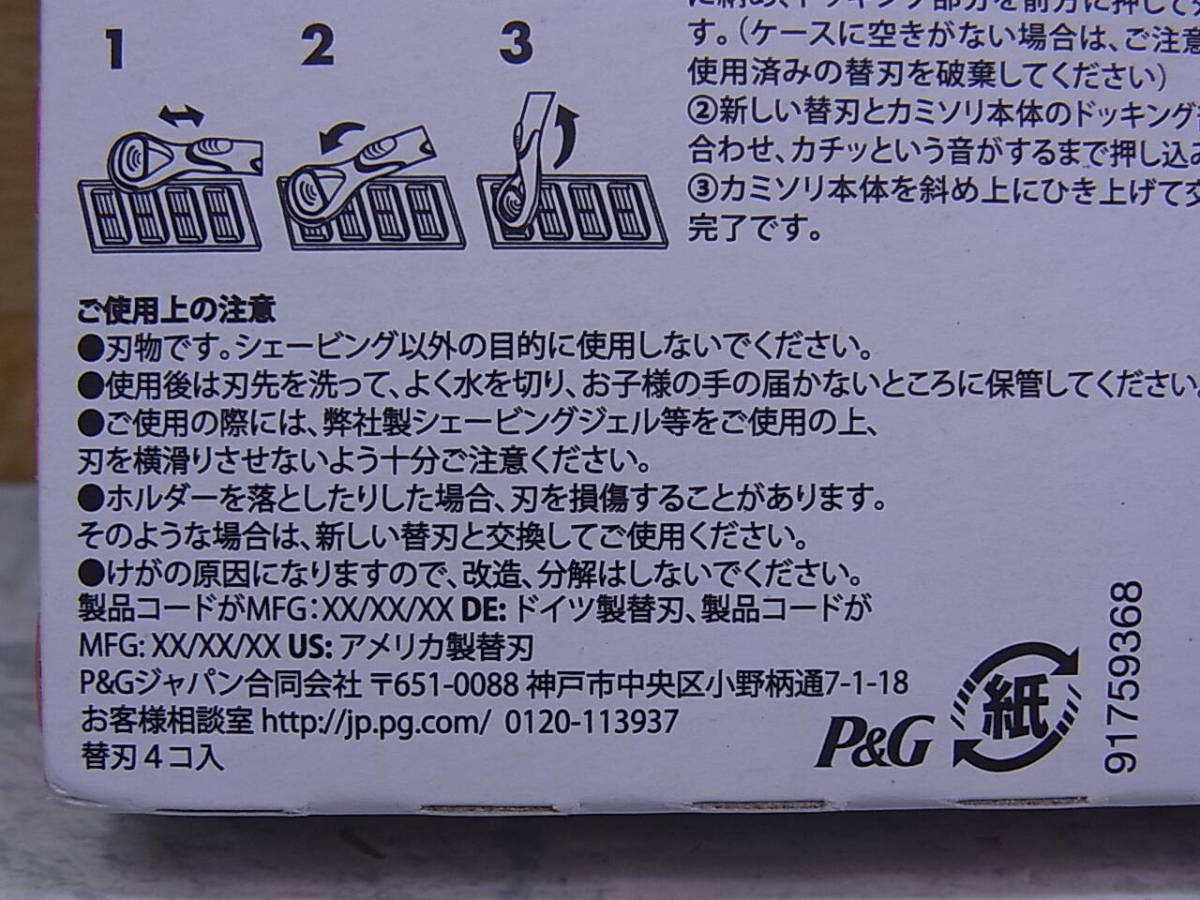 1 2 3
に納め、ドッキング部分を前方に押して
す。(ケースに空きがない場合は、ご注意
使用済みの替刃を破棄してください)
②新しい替刃とカミソリ本体のドッキング
合わせ、カチッという音がするまで押し込み
③カミソリ本体を斜め上にひき上げて交
完了です。
ご使用上の注意
●刃物です。シェービング以外の目的に使用しないでください。
●使用後は刃先を洗って、よく水を切り、お子様の手の届かないところに保管してください。
●ご使用の際には、弊社製シェービングジェル等をご使用の上、
刃を横滑りさせないよう十分ご注意ください。
●ホルダーを落としたりした場合、刃を損傷することがあります。
そのような場合は、新しい替刃と交換してご使用ください。
●けがの原因になりますので、改造、分解はしないでください。
製品コードがMFG:XX/XX/XX DE: ドイツ製替刃、製品コードが
MFG: XX/XX/XX US: アメリカ製替刃
P&Gジャパン合同会社 〒651-0088 神戸市中央区小野柄通7-1-18
お客様相談室 http://jp.pg.com/ 0120-113937
替刃4コ入
P&G
紙
91759368